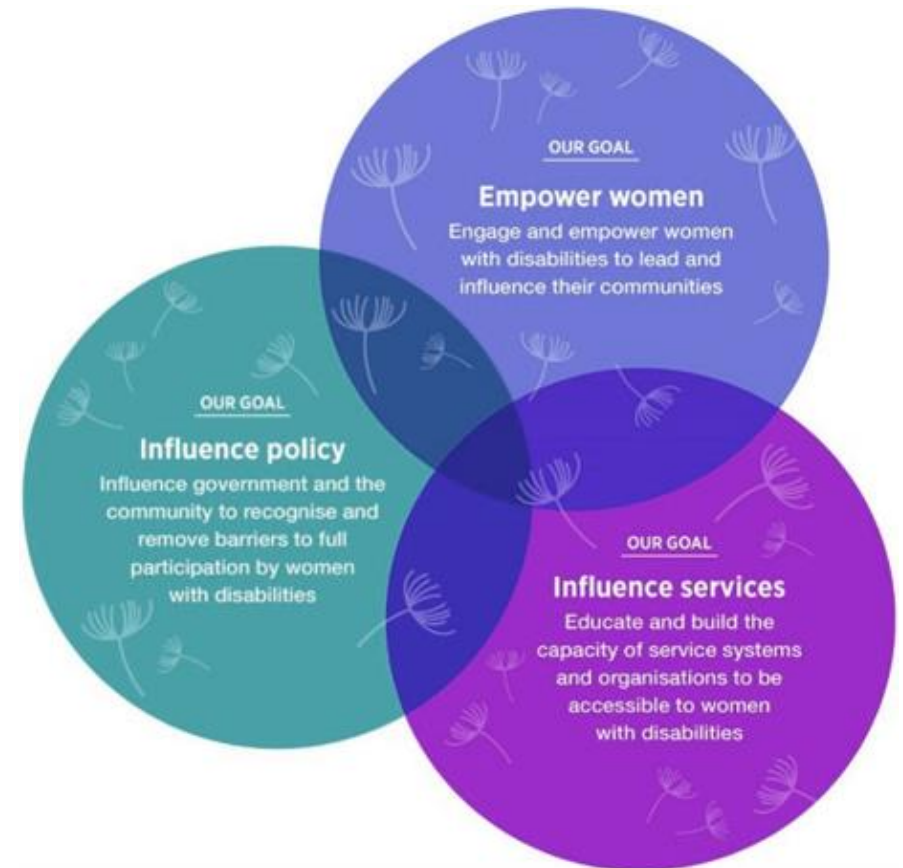 OUR GOAL
Empower women
Engage and empower women
with disabilities to lead and
influence their communities
OUR GOAL
Influence policy
Influence government and the
community to recognise and
remove barriers to full
participation by women
with disabilities
OUR GOAL
Influence services
Educate and build the
capacity of service systems
and organisations to be
accessible to women
with disabilities